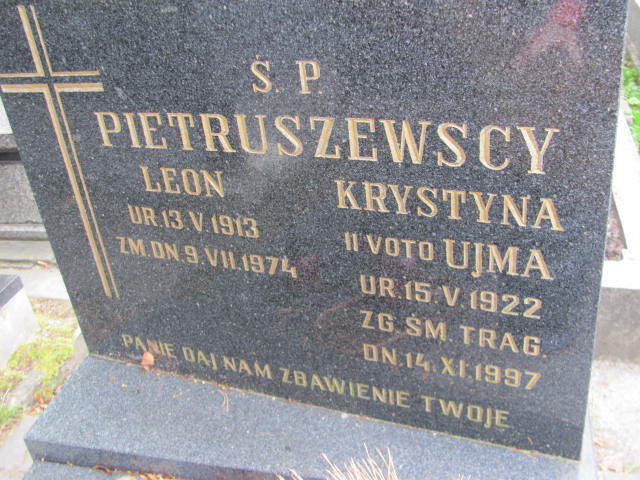 Ś. P.
PIETRUSZEWSCY
LEON
UR. 13 V. 1913
ZM. DN. 9. VII. 1974
KRYSTYNA
II VOTO UJMA
UR. 15. V. 1922
ZG. ŚM. TRAG.
DN. 14. XI. 1997
PANIE DAJ NAM ZBAWIENIE TWOJE